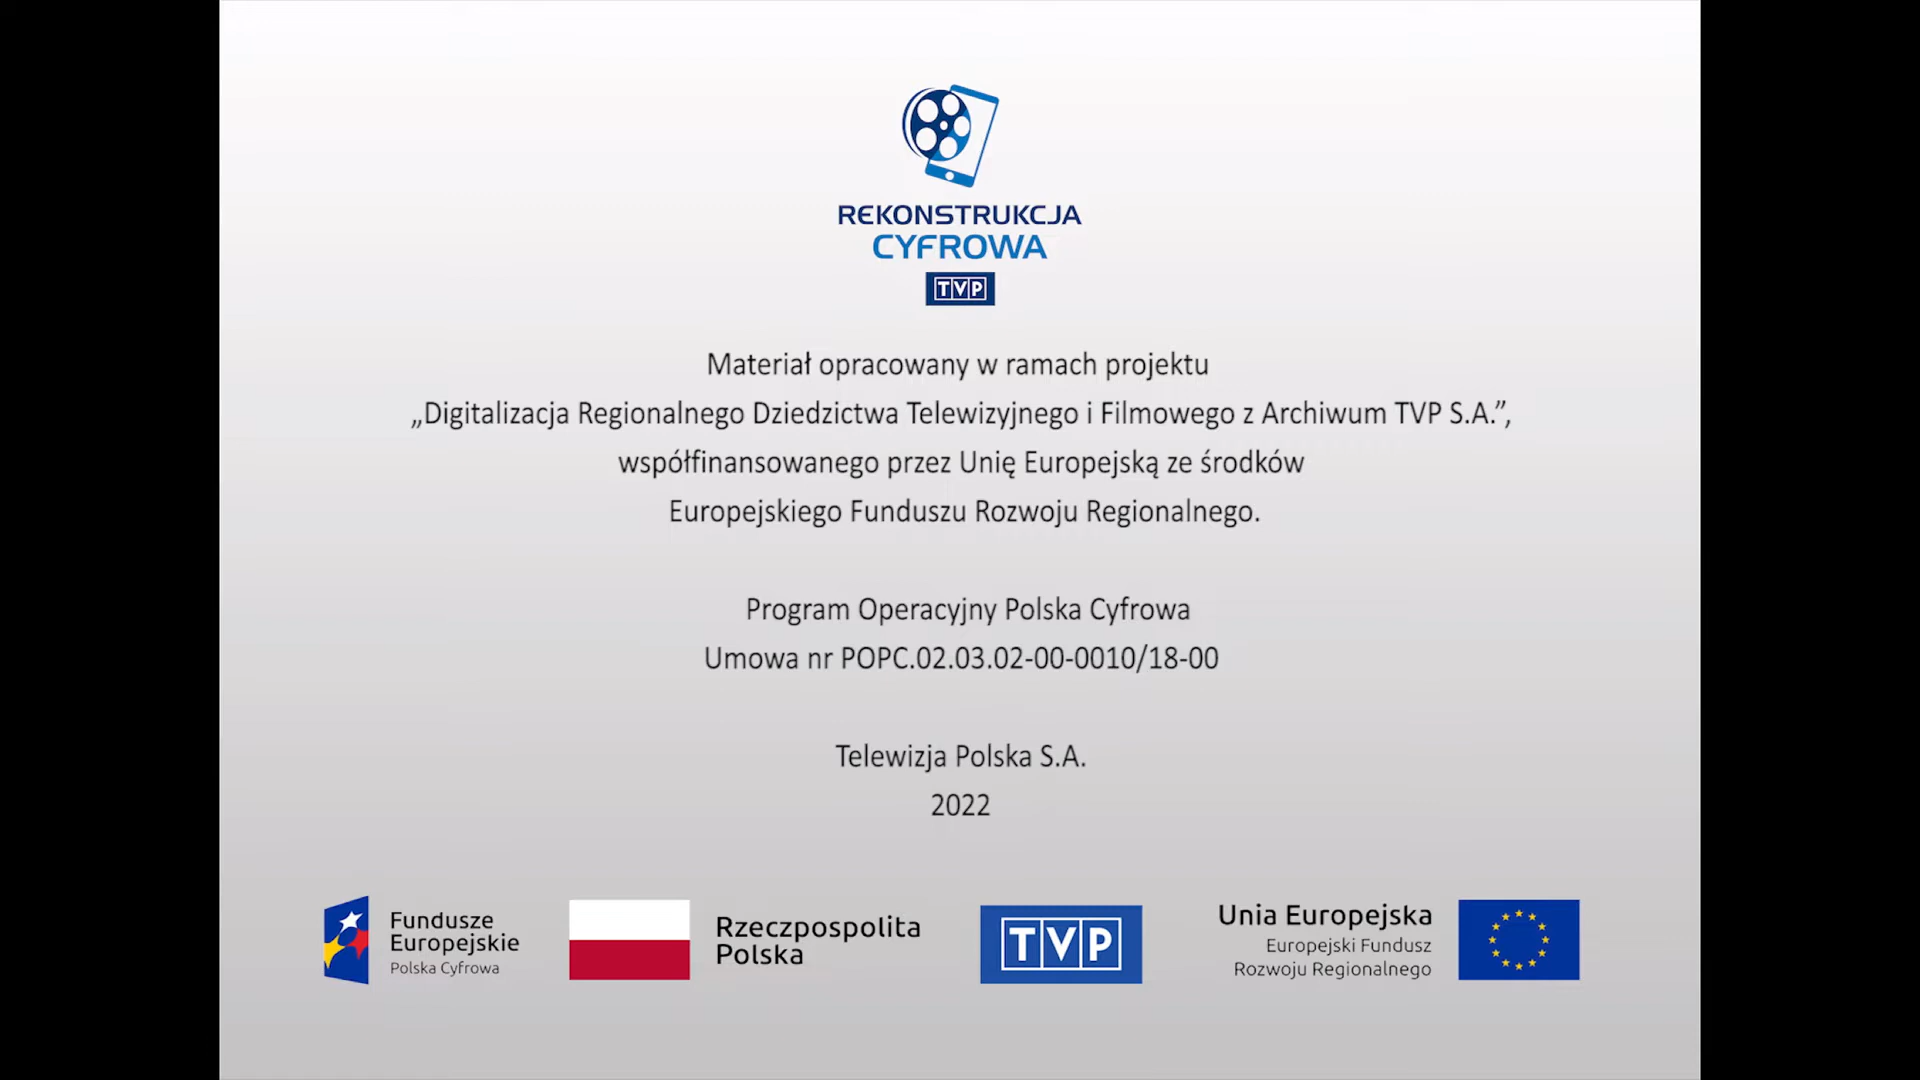 REKONSTRUKCJA
CYFROWA
TVP
Materiał opracowany w ramach projektu
„Digitalizacja Regionalnego Dziedzictwa Telewizyjnego i Filmowego z Archiwum TVP S.A.”,
współfinansowanego przez Unię Europejską ze środków
Europejskiego Funduszu Rozwoju Regionalnego.
Program Operacyjny Polska Cyfrowa
Umowa nr POPC.02.03.02-00-0010/18-00
Telewizja Polska S.A.
2022
Fundusze
Europejskie
Polska Cyfrowa
Rzeczpospolita
Polska
TVP
Unia Europejska
Europejski Fundusz
Rozwoju Regionalnego